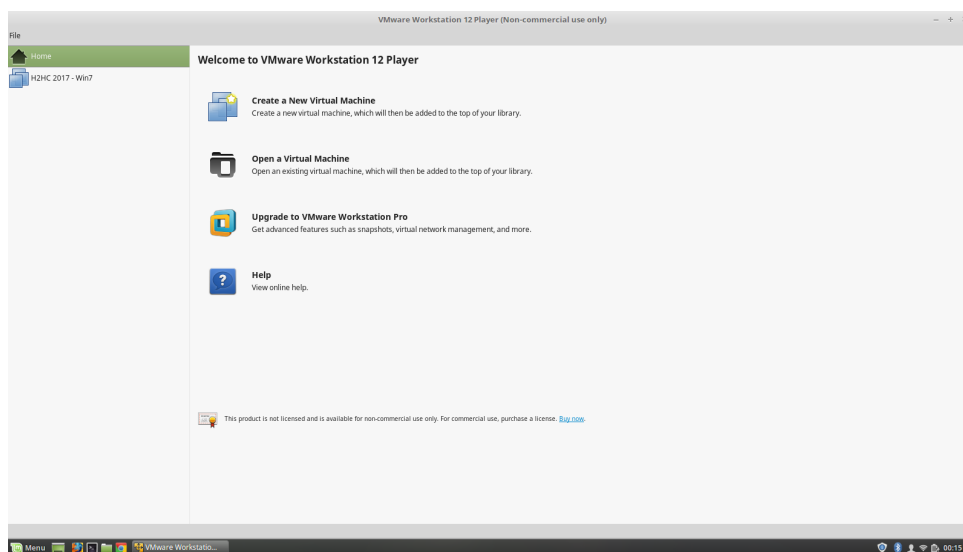 VMware Workstation 12 Player (Non-commercial use only)
File
Home
H2HC 2017 - Win7
Welcome to VMware Workstation 12 Player
Create a New Virtual Machine
Create a new virtual machine, which will then be added to the top of your library.
Open a Virtual Machine
Open an existing virtual machine, which will then be added to the top of your library.
Upgrade to VMware Workstation Pro
Get advanced features such as snapshots, virtual network management, and more.
Help
View online help.
This product is not licensed and is available for non-commercial use only. For commercial use, purchase a license. Buy now.
Menu
VMware Workstatio...
00:15